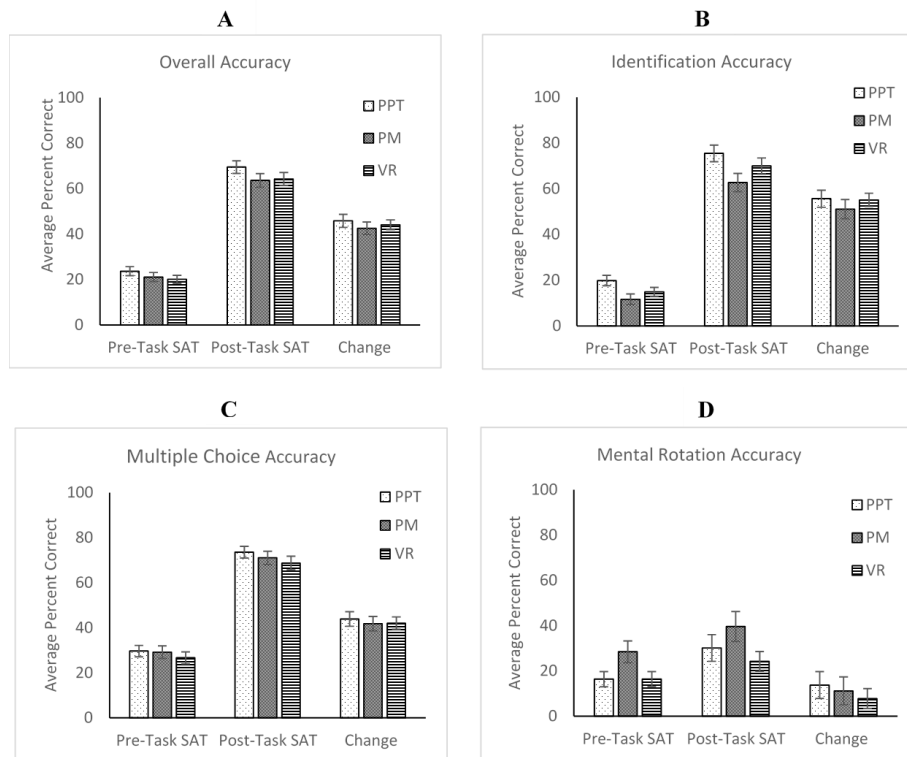 A
Overall Accuracy
Average Percent Correct
100
80
60
40
20
0
PPT
PM
VR
Pre-Task SAT Post-Task SAT Change
B
Identification Accuracy
Average Percent Correct
100
80
60
40
20
0
PPT
PM
VR
Pre-Task SAT Post-Task SAT Change
C
Multiple Choice Accuracy
Average Percent Correct
100
80
60
40
20
0
PPT
PM
VR
Pre-Task SAT Post-Task SAT Change
D
Mental Rotation Accuracy
Average Percent Correct
100
80
60
40
20
0
PPT
PM
VR
Pre-Task SAT Post-Task SAT Change